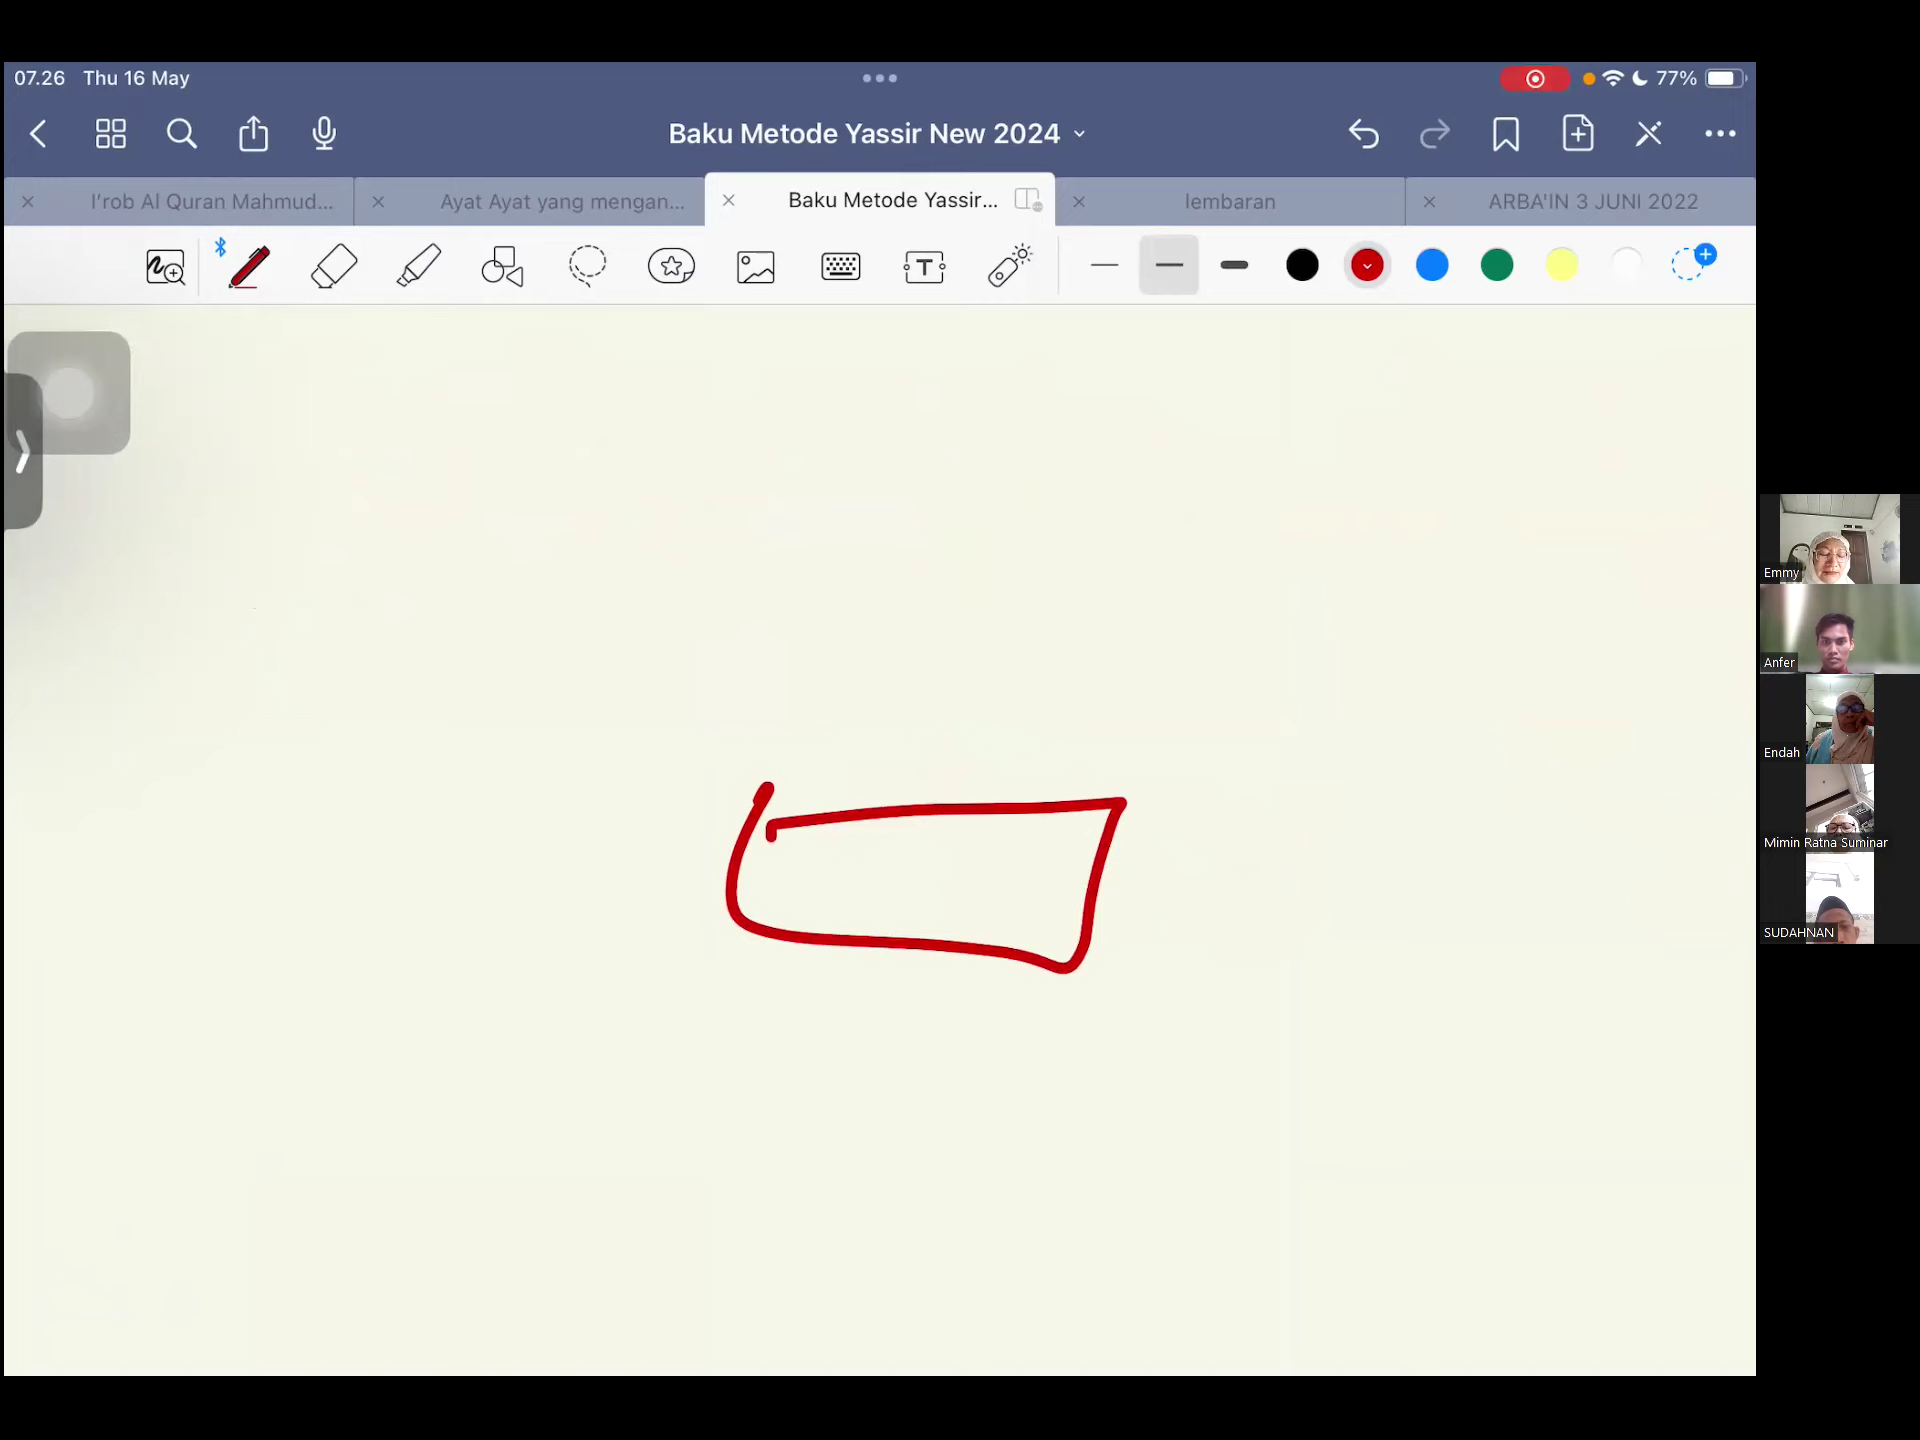 07.26 Thu 16 May
77%
Baku Metode Yassir New 2024
I'rob Al Quran Mahmud...
Ayat Ayat yang mengan...
Baku Metode Yassir...
lembaran
ARBA'IN 3 JUNI 2022
T
Emmy
Anfer
Endah
Mimin Ratna Suminar
SUDAHNAN